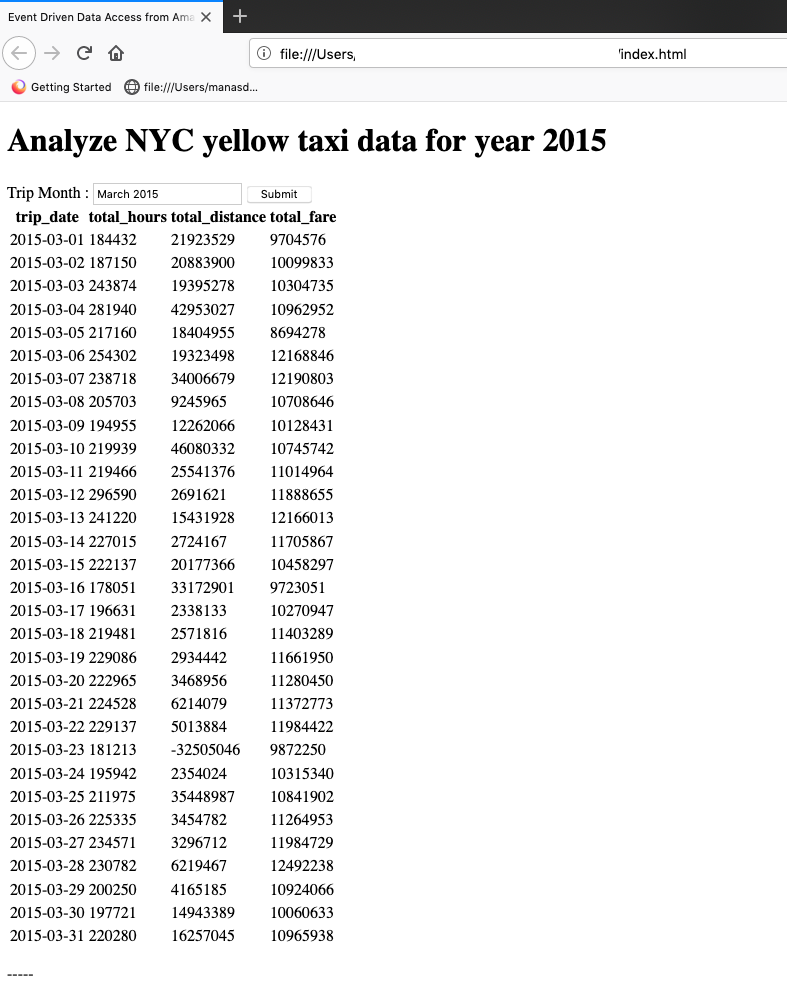 Event Driven Data Access from Ama
file:///Users, /index.html
Getting Started file:///Users/manasd...
Analyze NYC yellow taxi data for year 2015
Trip Month : March 2015 Submit
trip_date total_hours total_distance total_fare
2015-03-01 184432 21923529 9704576
2015-03-02 187150 20883900 10099833
2015-03-03 243874 19395278 10304735
2015-03-04 281940 42953027 10962952
2015-03-05 217160 18404955 8694278
2015-03-06 254302 19323498 12168846
2015-03-07 238718 34006679 12190803
2015-03-08 205703 9245965 10708646
2015-03-09 194955 12262066 10128431
2015-03-10 219939 46080332 10745742
2015-03-11 219466 25541376 11014964
2015-03-12 296590 2691621 11888655
2015-03-13 241220 15431928 12166013
2015-03-14 227015 2724167 11705867
2015-03-15 222137 20177366 10458297
2015-03-16 178051 33172901 9723051
2015-03-17 196631 2338133 10270947
2015-03-18 219481 2571816 11403289
2015-03-19 229086 2934442 11661950
2015-03-20 222965 3468956 11280450
2015-03-21 224528 6214079 11372773
2015-03-22 229137 5013884 11984422
2015-03-23 181213 -32505046 9872250
2015-03-24 195942 2354024 10315340
2015-03-25 211975 35448987 10841902
2015-03-26 225335 3454782 11264953
2015-03-27 234571 3296712 11984729
2015-03-28 230782 6219467 12492238
2015-03-29 200250 4165185 10924066
2015-03-30 197721 14943389 10060633
2015-03-31 220280 16257045 10965938
-----